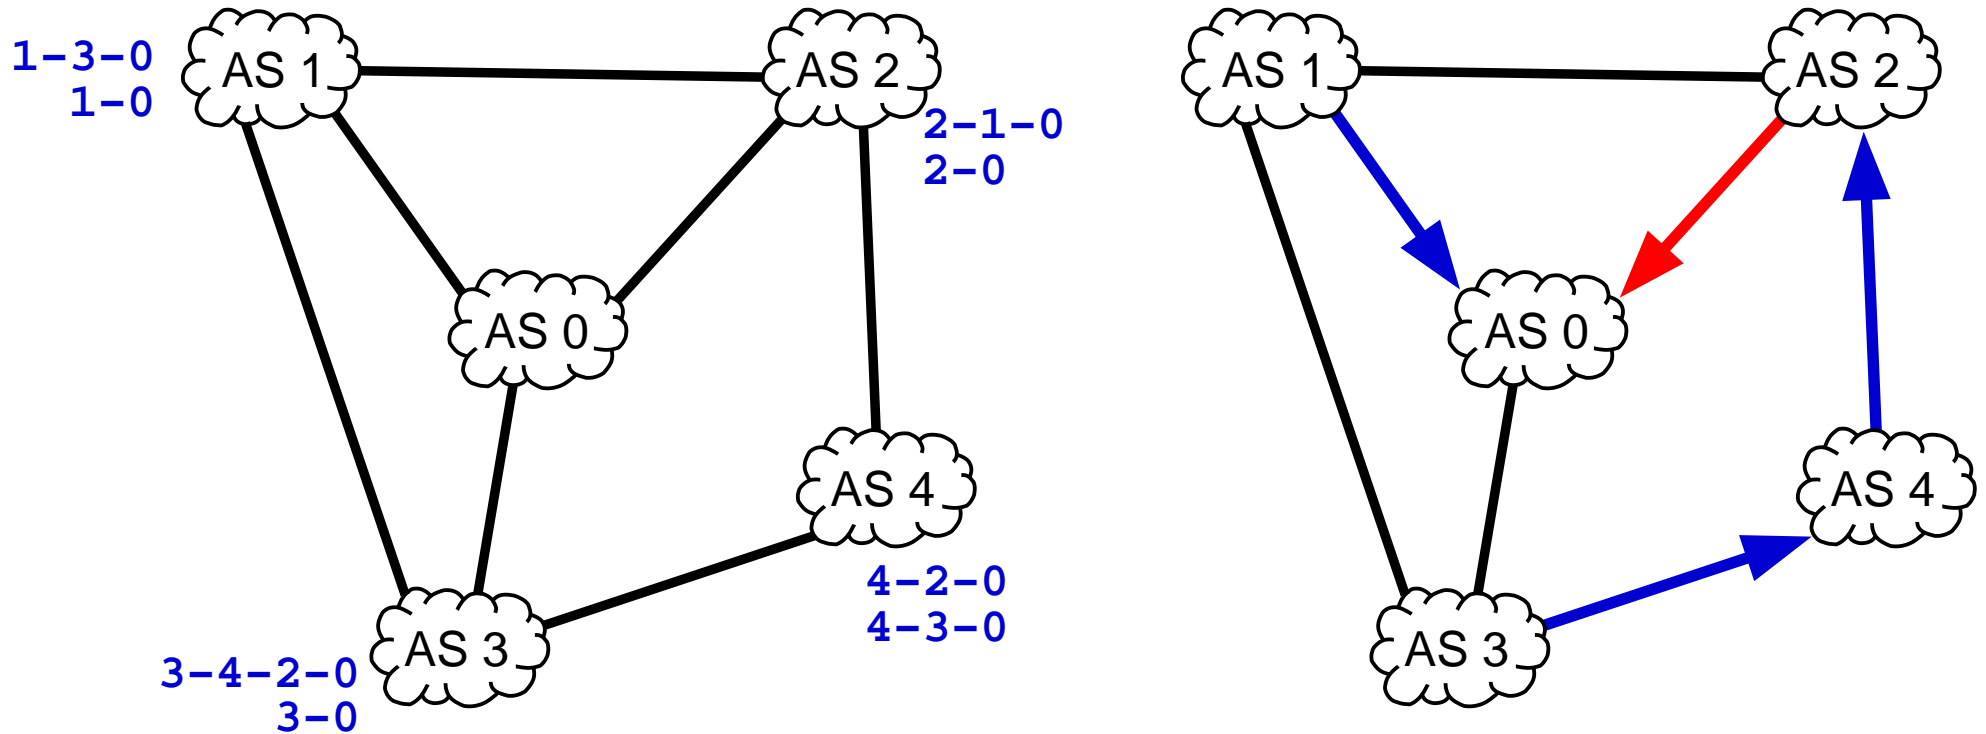 1-3-0
1-0
AS 1
AS 2
2-1-0
2-0
AS 0
AS 4
4-2-0
4-3-0
AS 3
3-4-2-0
3-0
AS 1
AS 2
AS 0
AS 4
AS 3